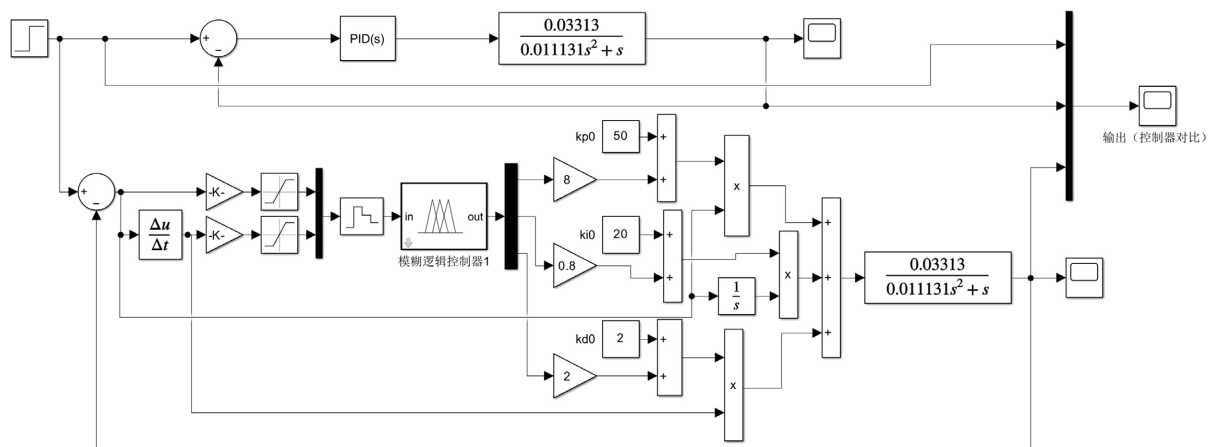 PID(s)
0.03313
0.011131s² + s
+
−
输出（控制器对比）
kp0
50
+
+
8
x
+
−
-K-
-K-
Δu
Δt
in
out
模糊逻辑控制器1
ki0
20
+
+
0.8
1
s
x
+
+
+
0.03313
0.011131s² + s
kd0
2
+
+
2
x